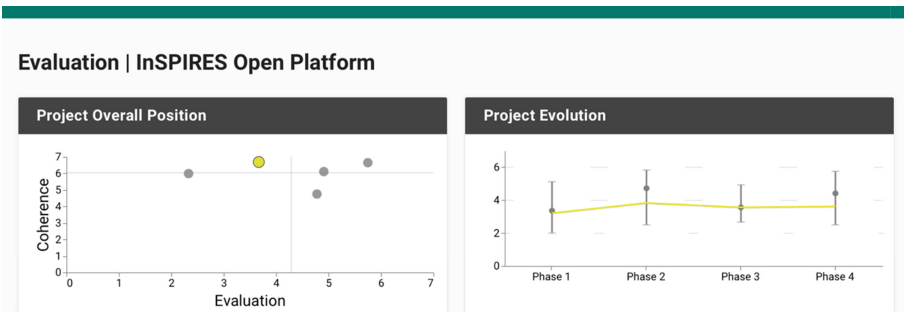 Evaluation | InSPIRES Open Platform
Project Overall Position
7
6
5
4
3
2
1
0
Coherence
0 1 2 3 4 5 6 7
Evaluation
Project Evolution
6
4
2
0
Phase 1 Phase 2 Phase 3 Phase 4